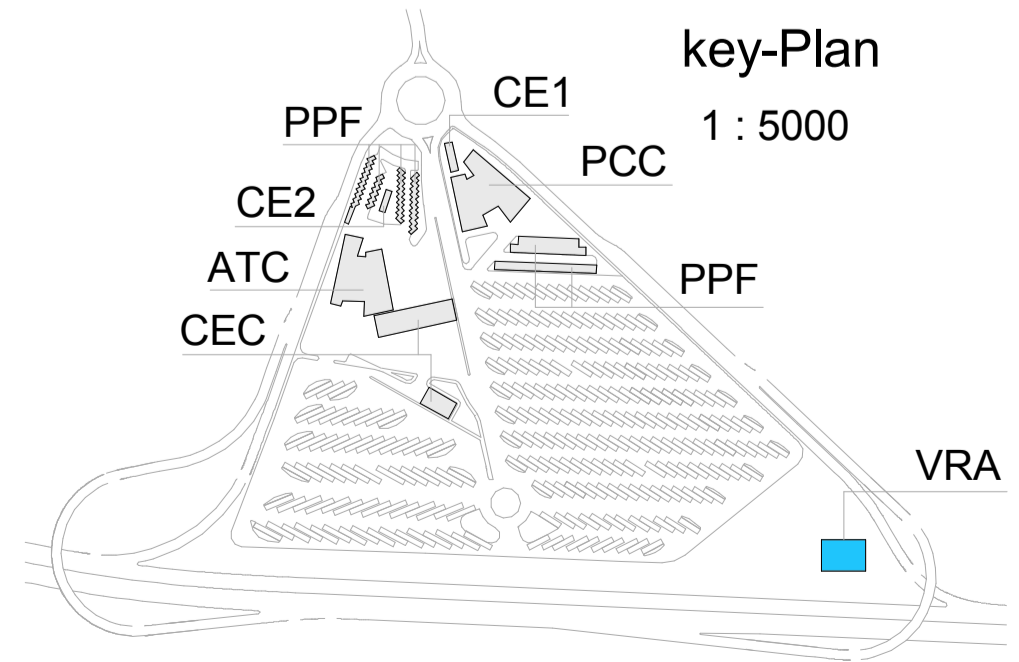 key-Plan
1 : 5000
CE1
PPF
PCC
CE2
ATC
PPF
CEC
VRA